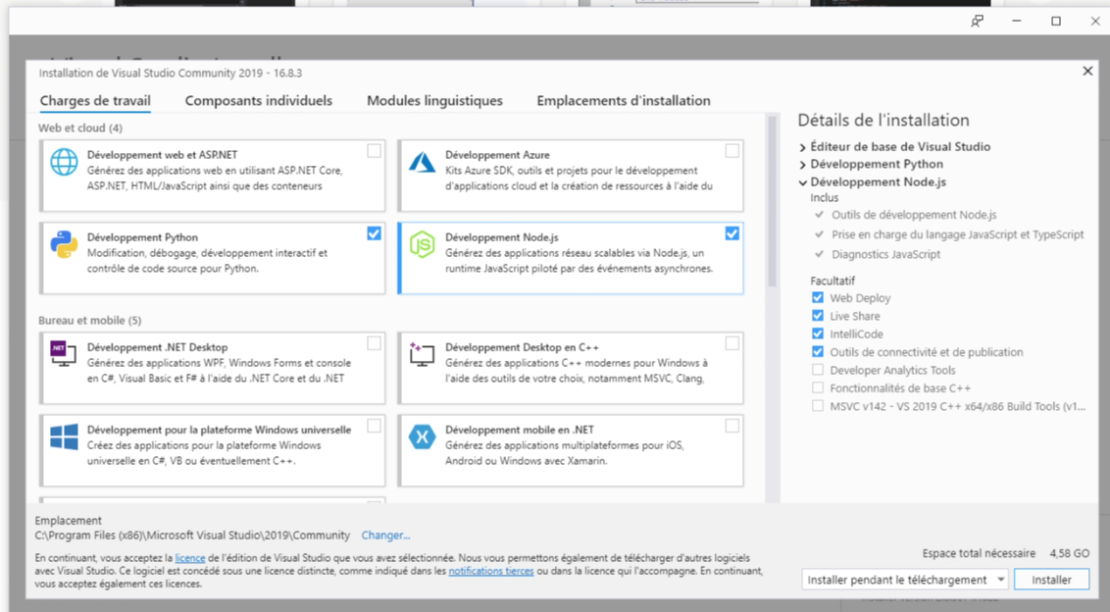 Installation de Visual Studio Community 2019 - 16.8.3
Charges de travail
Composants individuels
Modules linguistiques
Emplacements d'installation
Web et cloud (4)
Développement web et ASP.NET
Générez des applications web en utilisant ASP.NET Core,
ASP.NET, HTML/JavaScript ainsi que des conteneurs
Développement Azure
Kits Azure SDK, outils et projets pour le développement
d'applications cloud et la création de ressources à l'aide du
Développement Python
Modification, débogage, développement interactif et
contrôle de code source pour Python.
JS
Développement Node.js
Générez des applications réseau scalables via Node.js, un
runtime JavaScript piloté par des événements asynchrones.
Bureau et mobile (5)
.NET
Développement .NET Desktop
Générez des applications WPF, Windows Forms et console
en C#, Visual Basic et F# à l'aide du .NET Core et du .NET
Développement Desktop en C++
Générez des applications C++ modernes pour Windows à
l'aide des outils de votre choix, notamment MSVC, Clang,
Développement pour la plateforme Windows universelle
Créez des applications pour la plateforme Windows
universelle en C#, VB ou éventuellement C++.
Développement mobile en .NET
Générez des applications multiplateformes pour iOS,
Android ou Windows avec Xamarin.
Détails de l'installation
Éditeur de base de Visual Studio
Développement Python
Développement Node.js
Inclus
Outils de développement Node.js
Prise en charge du langage JavaScript et TypeScript
Diagnostics JavaScript
Facultatif
Web Deploy
Live Share
IntelliCode
Outils de connectivité et de publication
Developer Analytics Tools
Fonctionnalités de base C++
MSVC v142 - VS 2019 C++ x64/x86 Build Tools (v1...
Emplacement
C:\Program Files (x86)\Microsoft Visual Studio\2019\Community Changer...
En continuant, vous acceptez la licence de l'édition de Visual Studio que vous avez sélectionnée. Nous vous permettons également de télécharger d'autres logiciels
avec Visual Studio. Ce logiciel est concédé sous une licence distincte, comme indiqué dans les notifications tierces ou dans la licence qui l'accompagne. En continuant,
vous acceptez également ces licences.
Espace total nécessaire 4,58 GO
Installer pendant le téléchargement
Installer